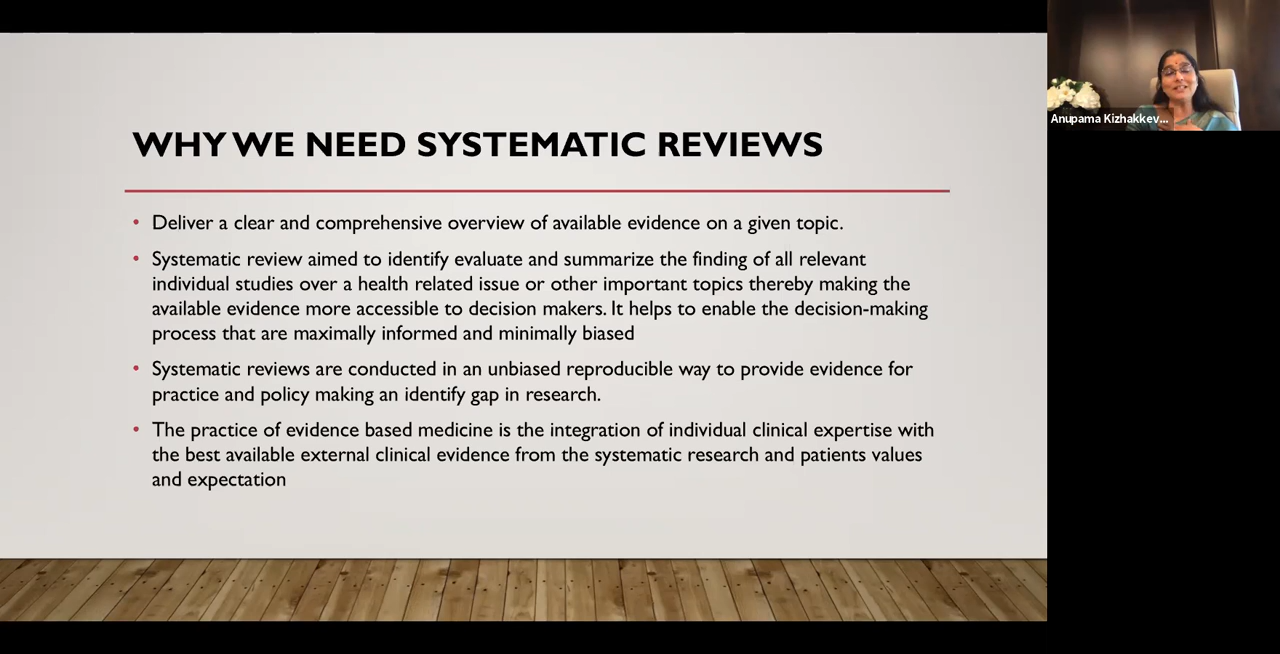 WHY WE NEED SYSTEMATIC REVIEWS
• Deliver a clear and comprehensive overview of available evidence on a given topic.
• Systematic review aimed to identify evaluate and summarize the finding of all relevant
individual studies over a health related issue or other important topics thereby making the
available evidence more accessible to decision makers. It helps to enable the decision-making
process that are maximally informed and minimally biased
• Systematic reviews are conducted in an unbiased reproducible way to provide evidence for
practice and policy making an identify gap in research.
• The practice of evidence based medicine is the integration of individual clinical expertise with
the best available external clinical evidence from the systematic research and patients values
and expectation
Anupama Kizhakkev...